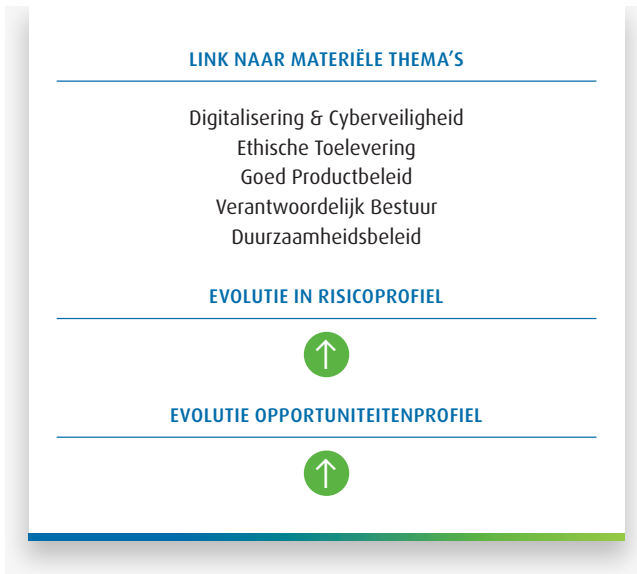 LINK NAAR MATERIËLE THEMA’S
Digitalisering & Cyberveiligheid
Ethische Toelevering
Goed Productbeleid
Verantwoordelijk Bestuur
Duurzaamheidsbeleid
EVOLUTIE IN RISICOPROFIEL
EVOLUTIE OPPORTUNITEITENPROFIEL